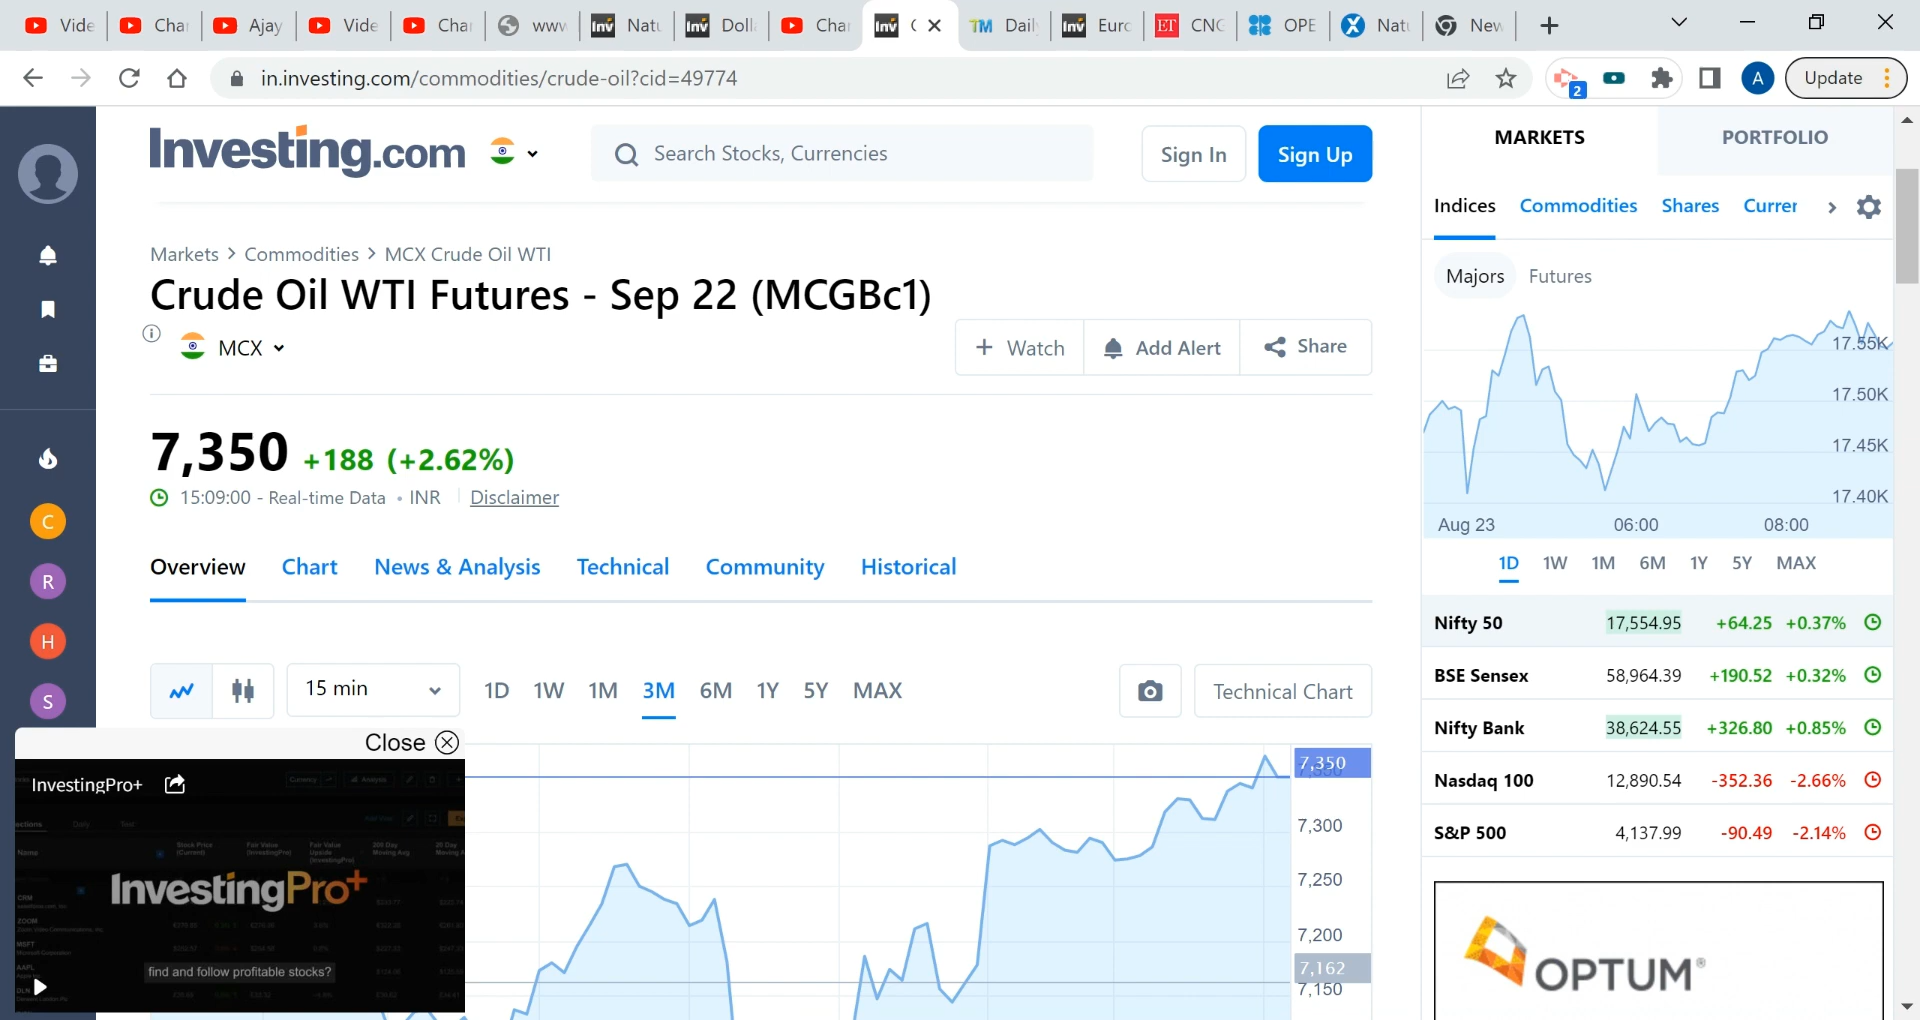 Vide
Char
Ajay
Vide
Char
www
Natu
Dolla
Char
C
Daily
Euro
CNG
OPE
Natu
New
in.investing.com/commodities/crude-oil?cid=49774
2
A
Update
Investing.com
Search Stocks, Currencies
Sign In
Sign Up
MARKETS
PORTFOLIO
Indices
Commodities
Shares
Curren
Majors
Futures
Markets > Commodities > MCX Crude Oil WTI
Crude Oil WTI Futures - Sep 22 (MCGBc1)
MCX
+ Watch
Add Alert
Share
7,350 +188 (+2.62%)
15:09:00 - Real-time Data • INR
Disclaimer
Overview
Chart
News & Analysis
Technical
Community
Historical
15 min
1D 1W 1M 3M 6M 1Y 5Y MAX
Technical Chart
7,350
7,300
7,250
7,200
7,162
7,150
17.55K
17.50K
17.45K
17.40K
Aug 23 06:00 08:00
1D 1W 1M 6M 1Y 5Y MAX
Nifty 50 17,554.95 +64.25 +0.37%
BSE Sensex 58,964.39 +190.52 +0.32%
Nifty Bank 38,624.55 +326.80 +0.85%
Nasdaq 100 12,890.54 -352.36 -2.66%
S&P 500 4,137.99 -90.49 -2.14%
OPTUM®
C
R
H
S
Close
InvestingPro+
InvestingPro+
find and follow profitable stocks?